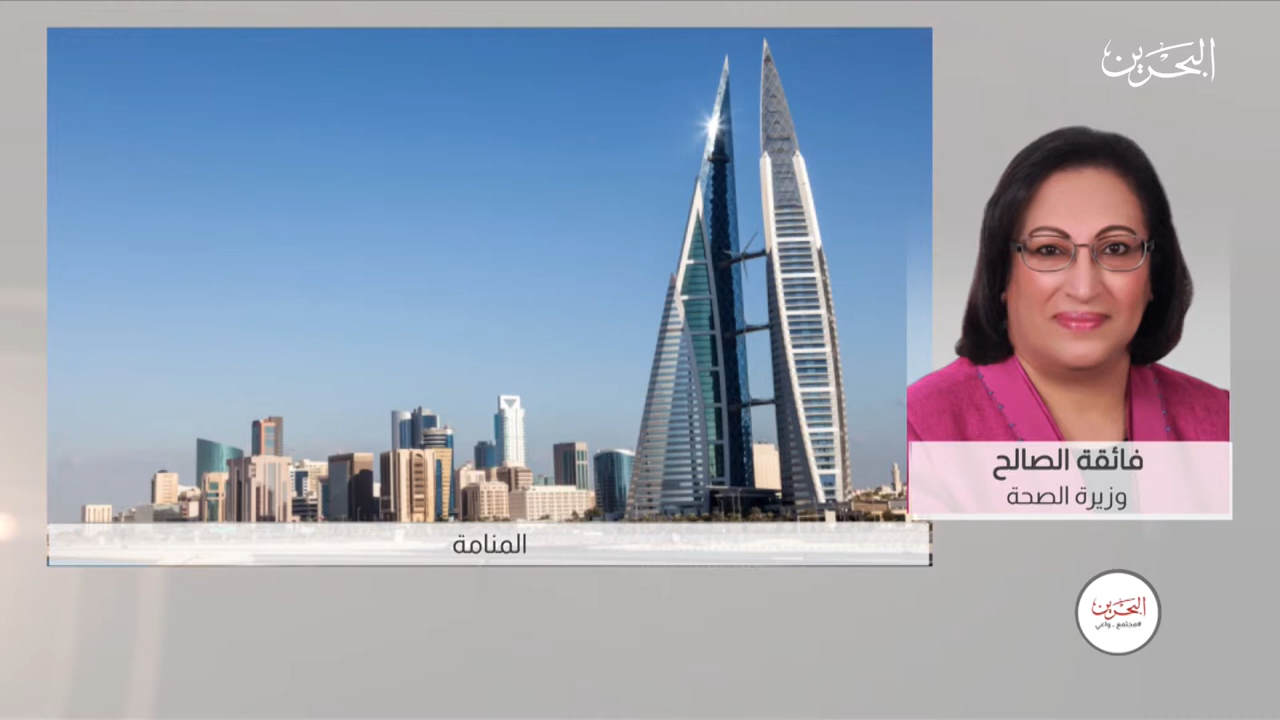 البحرين
فائقة الصالح
وزيرة الصحة
المنامة
البحرين
#مجتمع_واعي